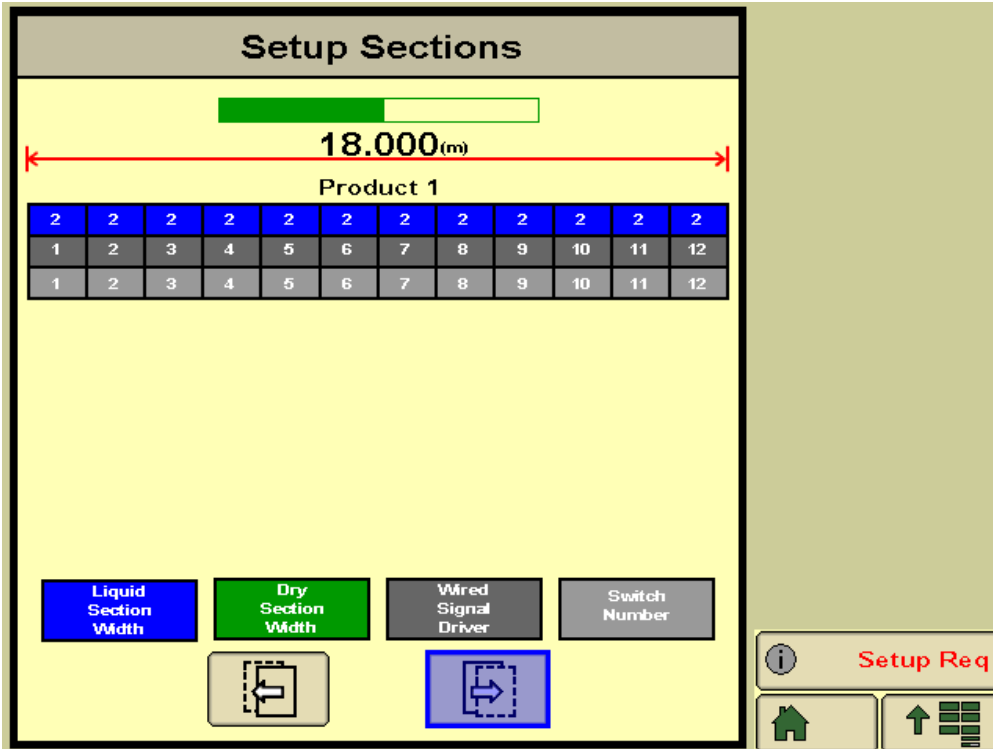 Setup Sections
18.000(m)
Product 1
2 2 2 2 2 2 2 2 2 2 2 2
1 2 3 4 5 6 7 8 9 10 11 12
1 2 3 4 5 6 7 8 9 10 11 12
Liquid
Section
Width
Dry
Section
Width
Wired
Signal
Driver
Switch
Number
i
Setup Req